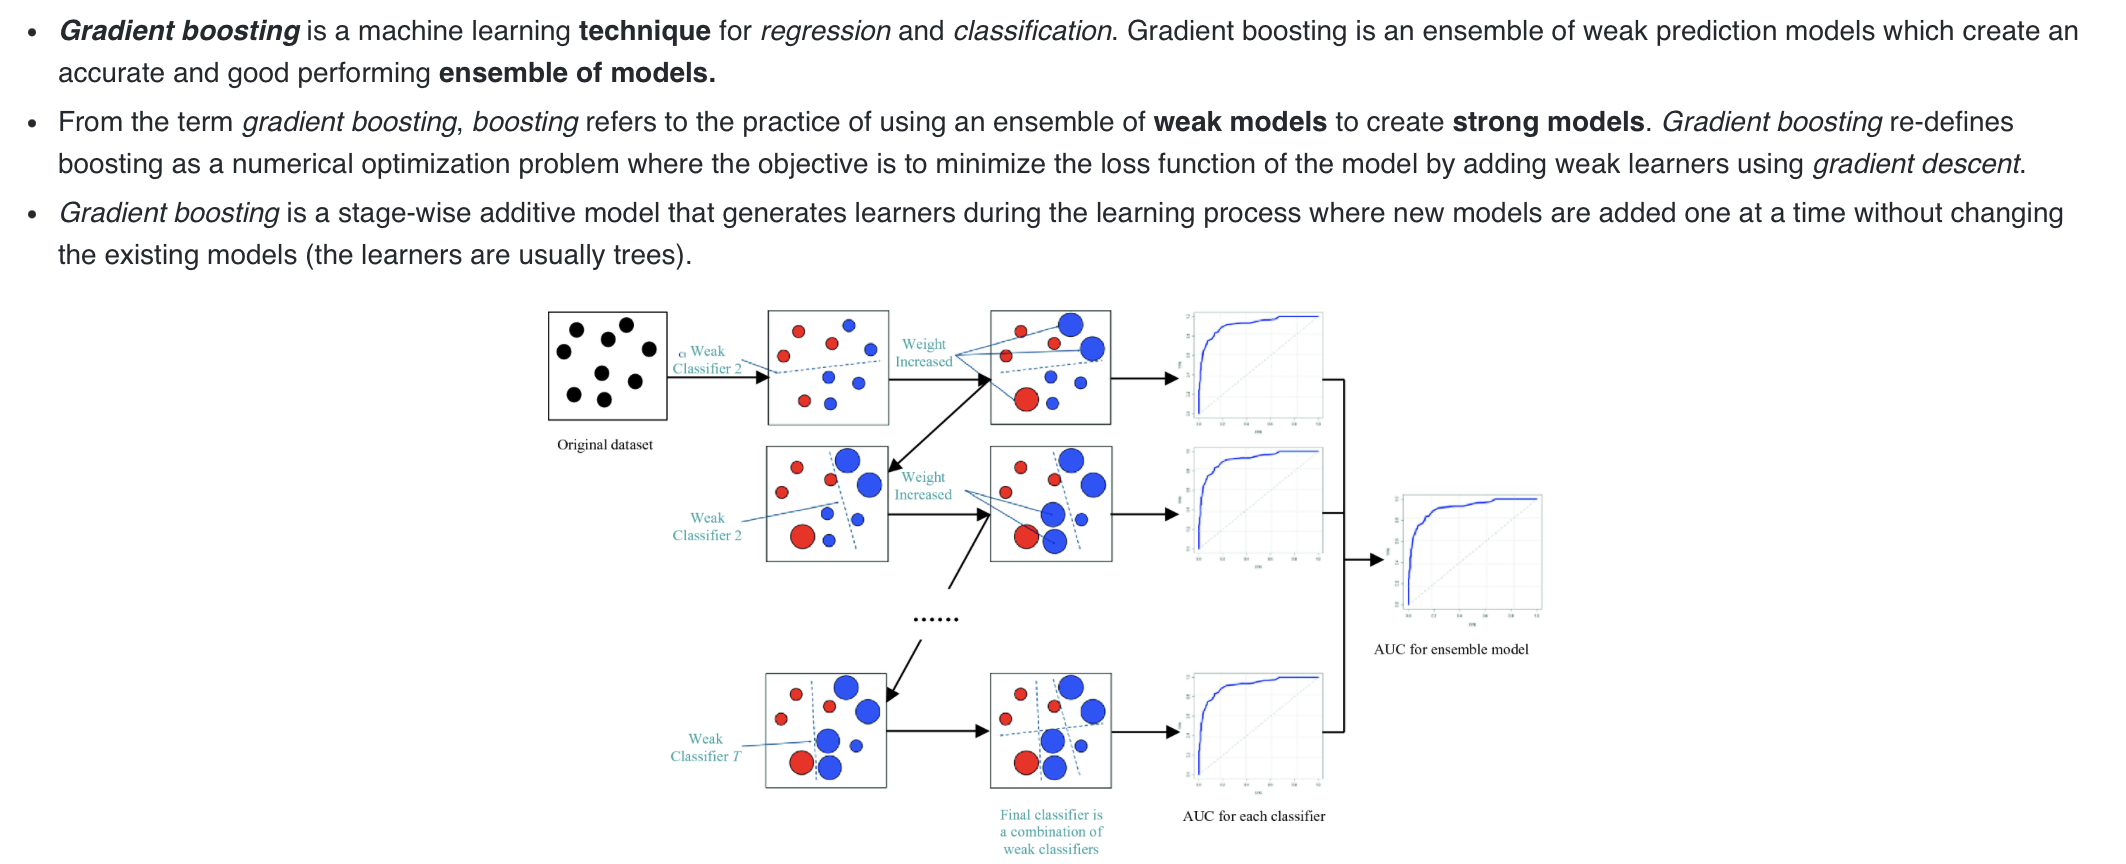 Gradient boosting is a machine learning technique for regression and classification. Gradient boosting is an ensemble of weak prediction models which create an
accurate and good performing ensemble of models.
From the term gradient boosting, boosting refers to the practice of using an ensemble of weak models to create strong models. Gradient boosting re-defines
boosting as a numerical optimization problem where the objective is to minimize the loss function of the model by adding weak learners using gradient descent.
Gradient boosting is a stage-wise additive model that generates learners during the learning process where new models are added one at a time without changing
the existing models (the learners are usually trees).
Weak
Classifier 2
Weight
Increased
Original dataset
Weight
Increased
Weak
Classifier 2
......
AUC for ensemble model
Weak
Classifier T
Final classifier is
a combination of
weak classifiers
AUC for each classifier